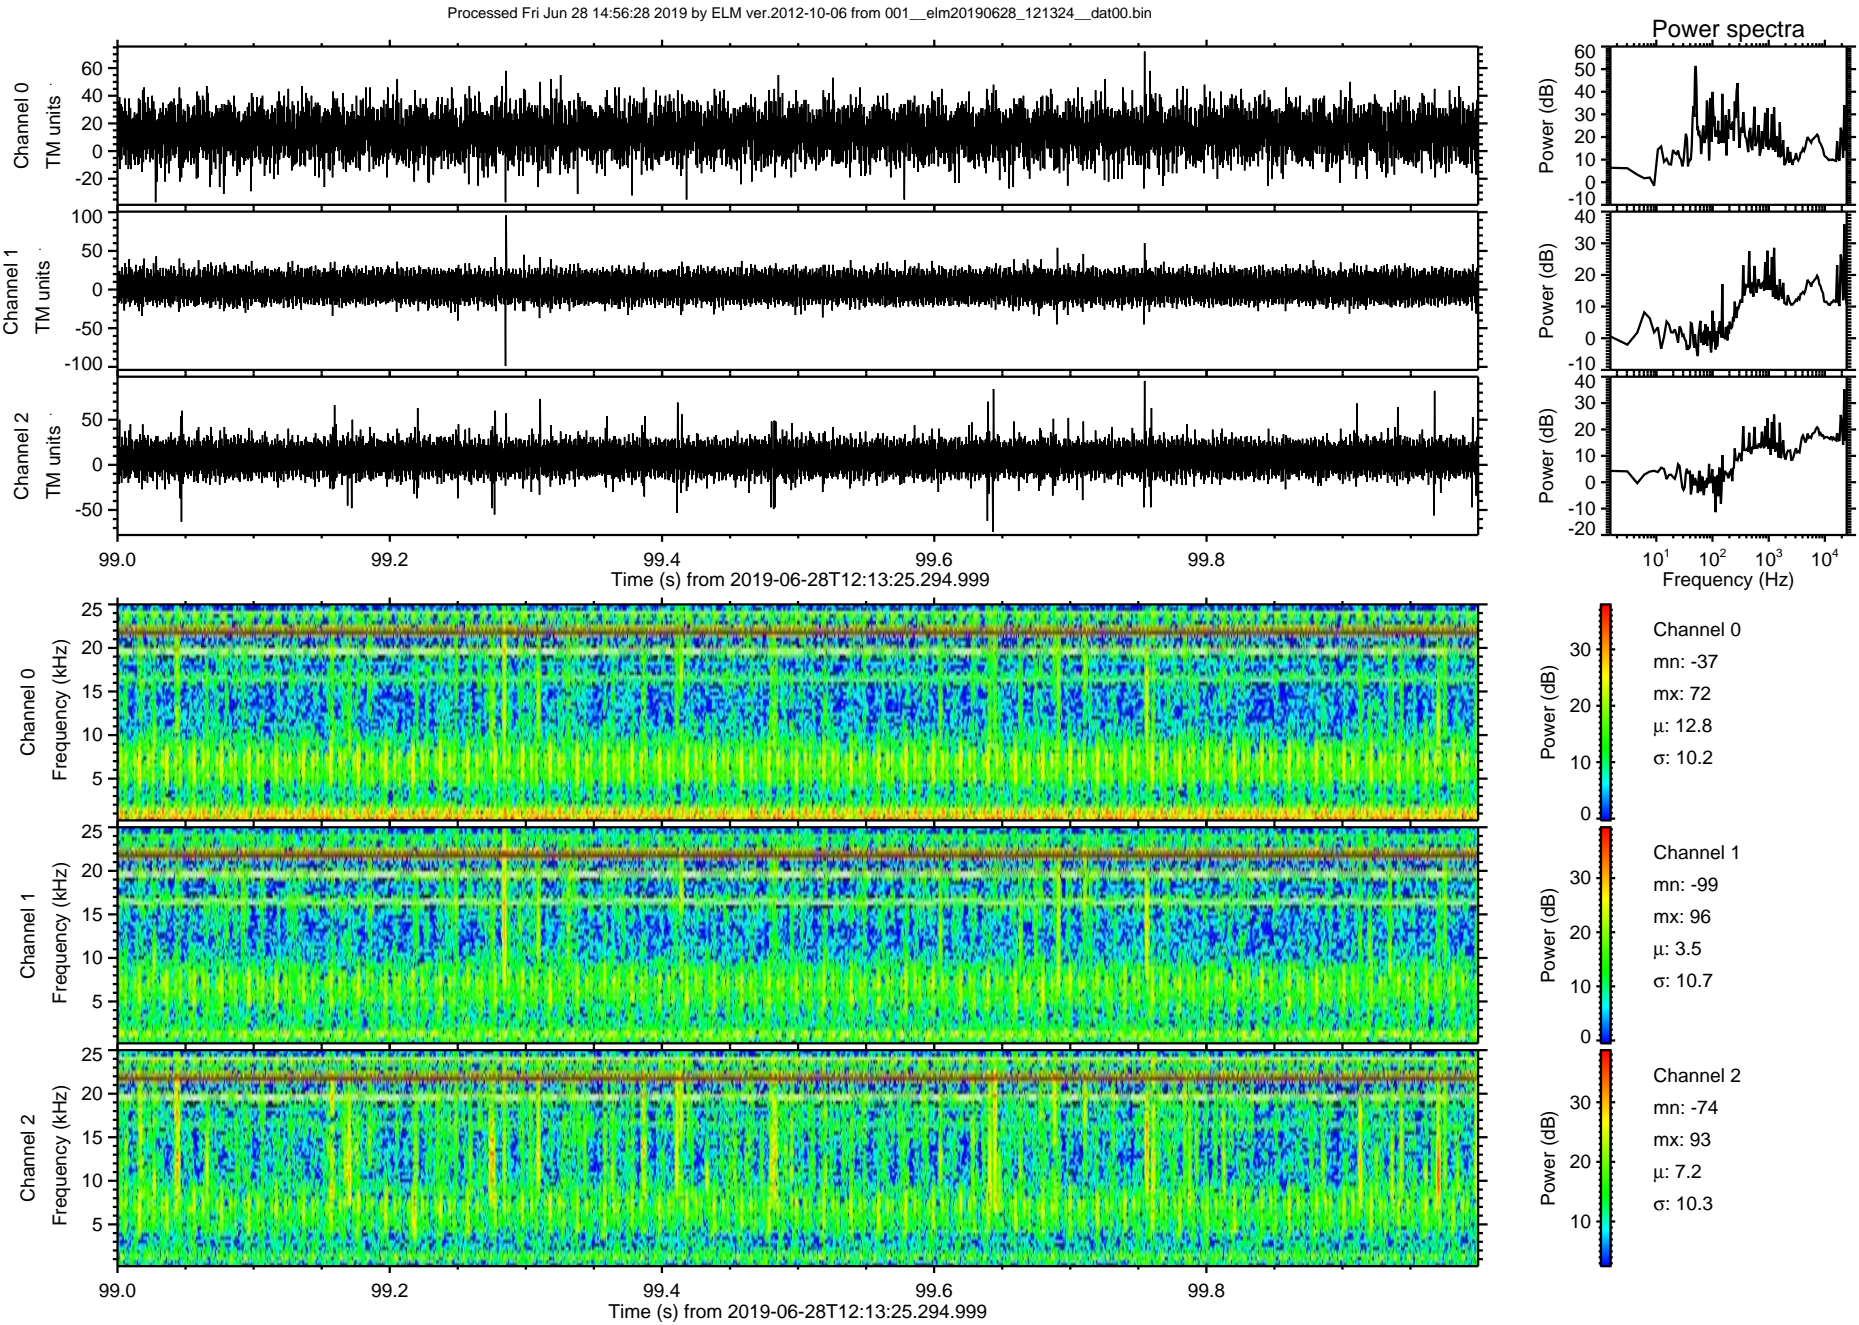 Processed Fri Jun 28 14:56:28 2019 by ELM ver.2012-10-06 from 001__elm20190628_121324__dat00.bin
Power spectra
Channel 0
TM units
60
40
20
0
-20
Power (dB)
60
50
40
30
20
10
0
-10
Channel 1
TM units
100
50
0
-50
-100
Power (dB)
40
30
20
10
0
-10
Channel 2
TM units
50
0
-50
Power (dB)
40
30
20
10
0
-10
-20
99.0 99.2 99.4 99.6 99.8
Time (s) from 2019-06-28T12:13:25.294.999
10¹ 10² 10³ 10⁴
Frequency (Hz)
Channel 0
Frequency (kHz)
25
20
15
10
5
Power (dB)
30
20
10
0
Channel 0
mn: -37
mx: 72
μ: 12.8
σ: 10.2
Channel 1
Frequency (kHz)
25
20
15
10
5
Power (dB)
30
20
10
0
Channel 1
mn: -99
mx: 96
μ: 3.5
σ: 10.7
Channel 2
Frequency (kHz)
25
20
15
10
5
Power (dB)
30
20
10
Channel 2
mn: -74
mx: 93
μ: 7.2
σ: 10.3
99.0 99.2 99.4 99.6 99.8
Time (s) from 2019-06-28T12:13:25.294.999